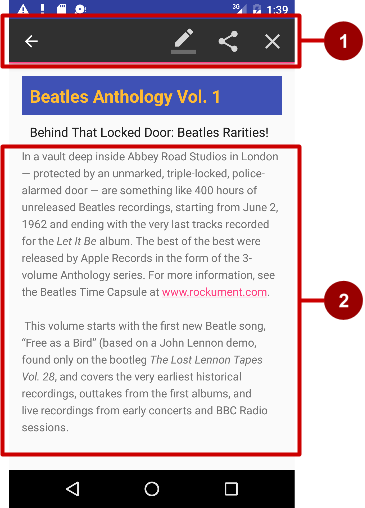 3G 1:39
1
Beatles Anthology Vol. 1
Behind That Locked Door: Beatles Rarities!
In a vault deep inside Abbey Road Studios in London
— protected by an unmarked, triple-locked, police-
alarmed door — are something like 400 hours of
unreleased Beatles recordings, starting from June 2,
1962 and ending with the very last tracks recorded
for the Let It Be album. The best of the best were
released by Apple Records in the form of the 3-
volume Anthology series. For more information, see
the Beatles Time Capsule at www.rockument.com.
2
This volume starts with the first new Beatle song,
“Free as a Bird” (based on a John Lennon demo,
found only on the bootleg The Lost Lennon Tapes
Vol. 28, and covers the very earliest historical
recordings, outtakes from the first albums, and
live recordings from early concerts and BBC Radio
sessions.